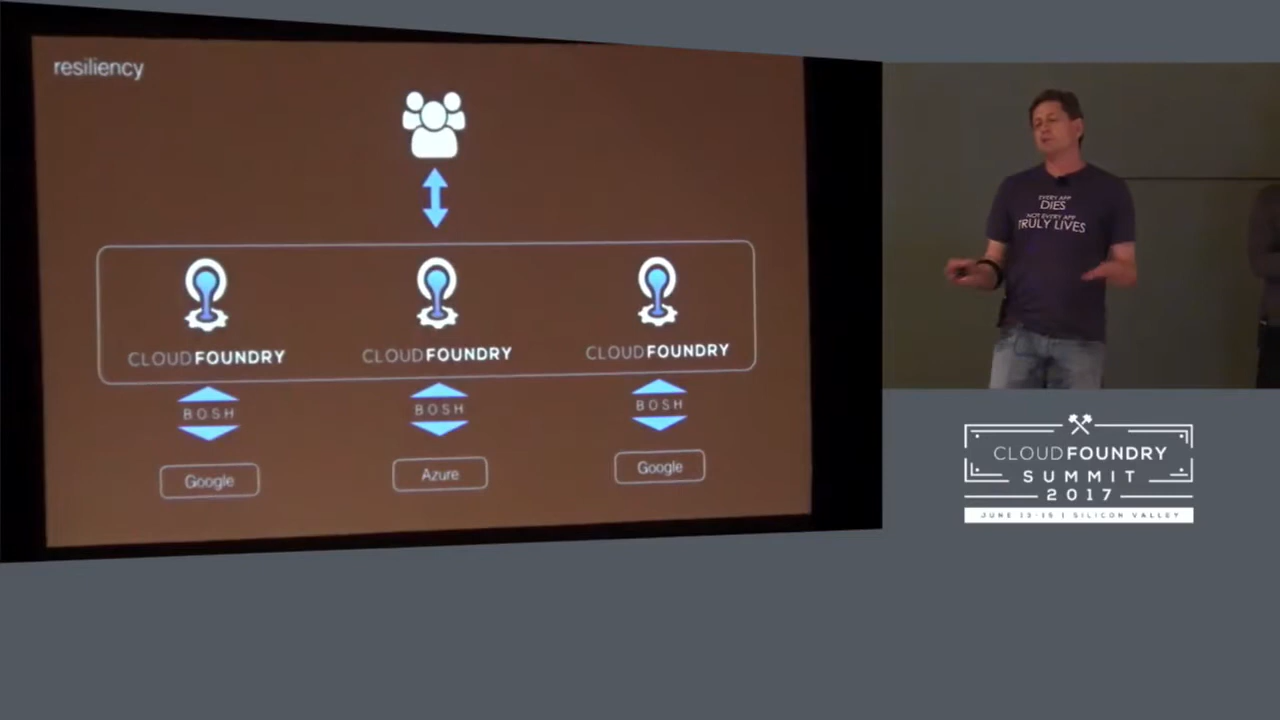 resiliency
CLOUDFOUNDRY CLOUDFOUNDRY CLOUDFOUNDRY
BOSH BOSH BOSH
Google Azure Google
EVERY APP
DIES
NOT EVERY APP
TRULY LIVES
CLOUDFOUNDRY
SUMMIT
2017
JUNE 13-15 | SILICON VALLEY